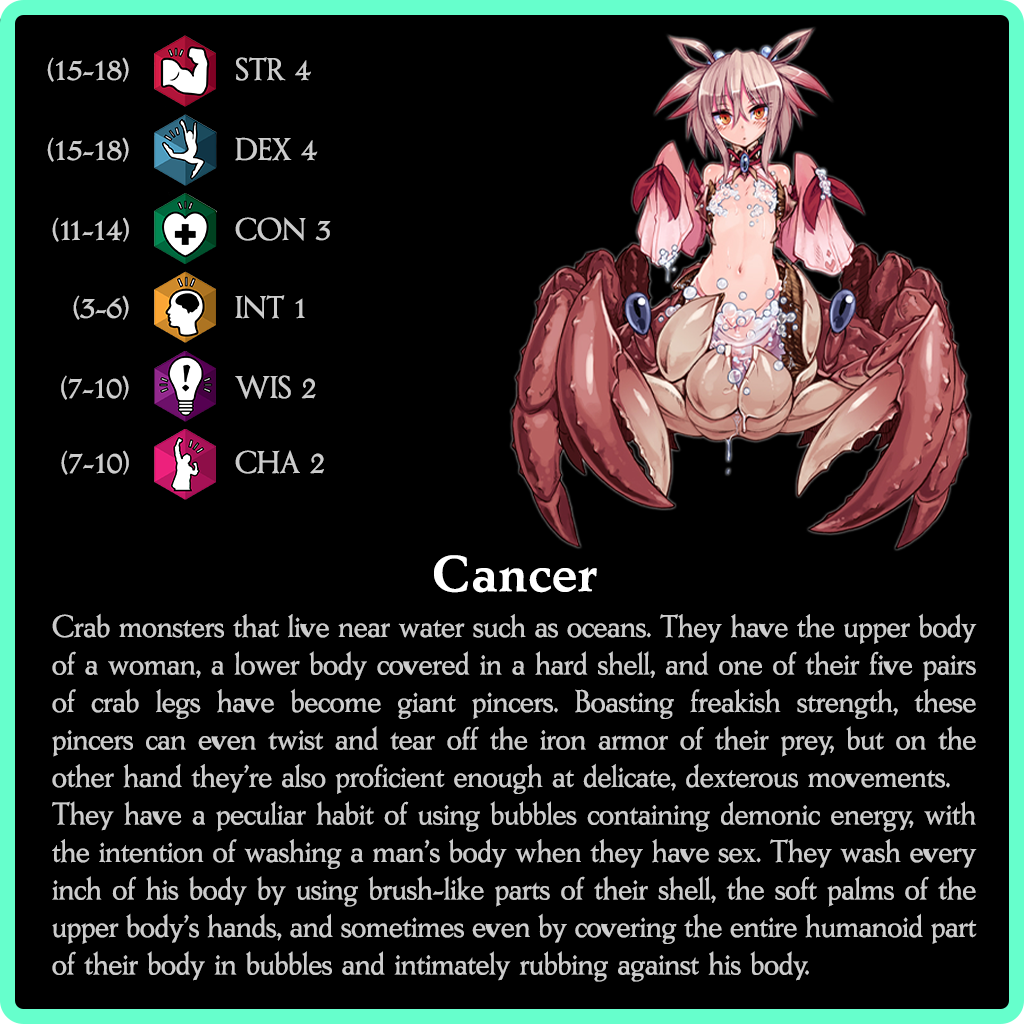 (15-18) STR 4
(15-18) DEX 4
(11-14) CON 3
(3-6) INT 1
(7-10) WIS 2
(7-10) CHA 2
Cancer
Crab monsters that live near water such as oceans. They have the upper body
of a woman, a lower body covered in a hard shell, and one of their five pairs
of crab legs have become giant pincers. Boasting freakish strength, these
pincers can even twist and tear off the iron armor of their prey, but on the
other hand they're also proficient enough at delicate, dexterous movements.
They have a peculiar habit of using bubbles containing demonic energy, with
the intention of washing a man's body when they have sex. They wash every
inch of his body by using brush-like parts of their shell, the soft palms of the
upper body's hands, and sometimes even by covering the entire humanoid part
of their body in bubbles and intimately rubbing against his body.